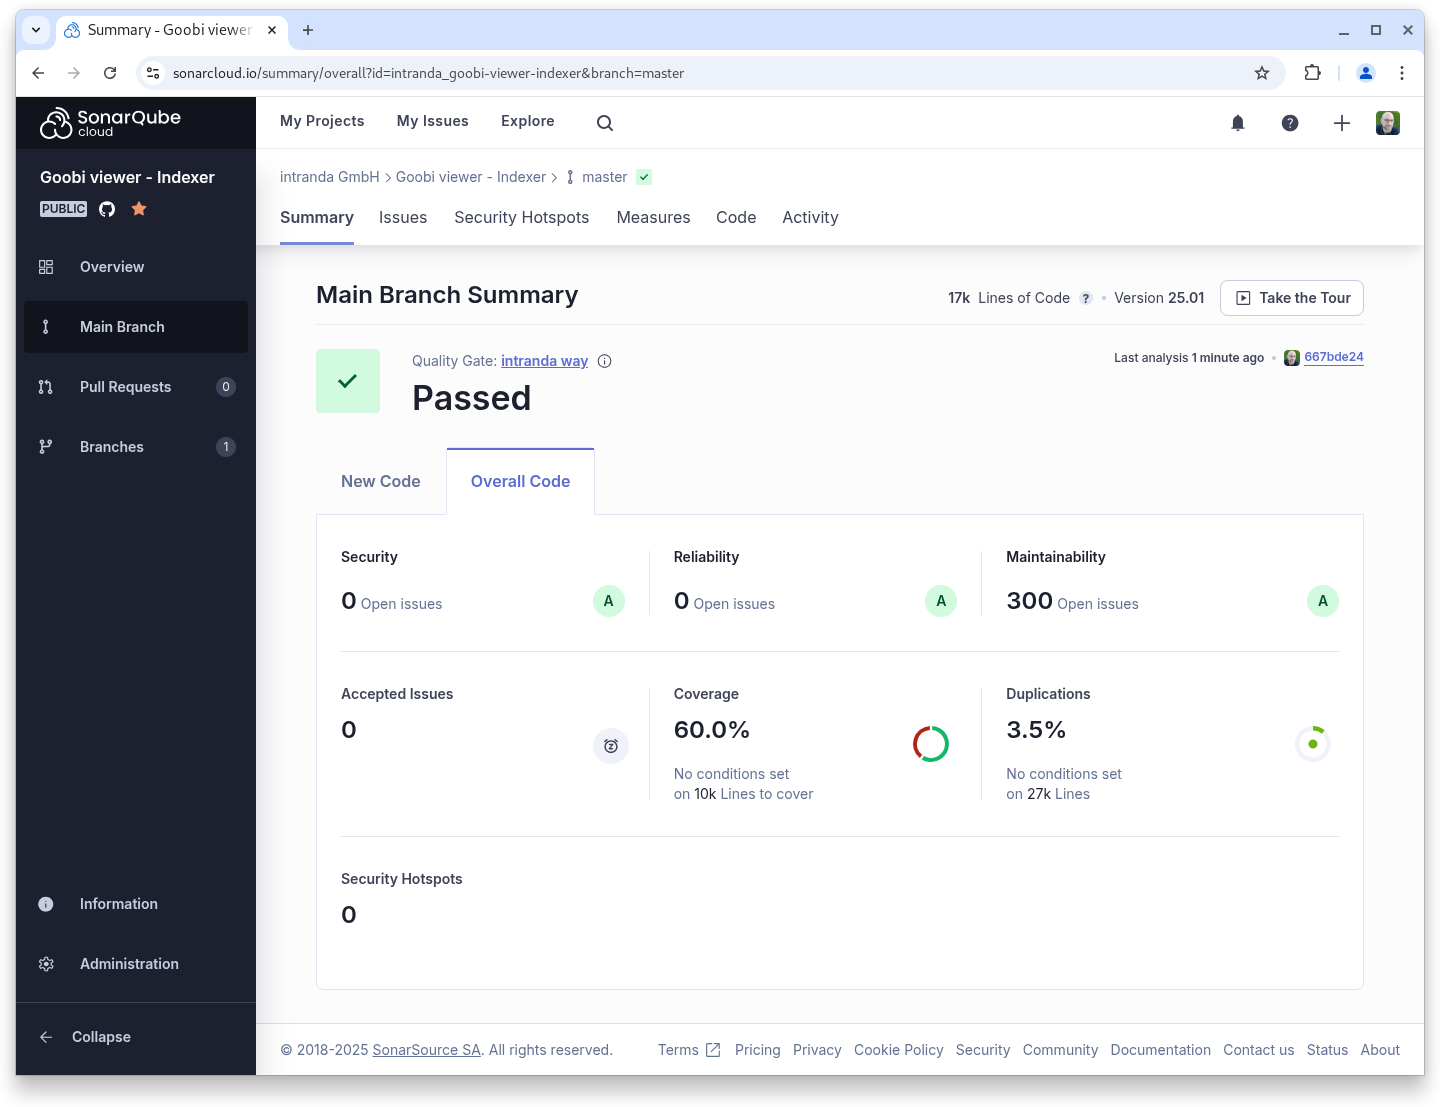 Summary - Goobi viewer
sonarcloud.io/summary/overall?id=intranda_goobi-viewer-indexer&branch=master
SonarQube
cloud
My Projects My Issues Explore
Goobi viewer - Indexer
PUBLIC
Overview
Main Branch
Pull Requests 0
Branches 1
Information
Administration
Collapse
intranda GmbH Goobi viewer - Indexer master
Summary Issues Security Hotspots Measures Code Activity
Main Branch Summary
17k Lines of Code ? Version 25.01 Take the Tour
Quality Gate: intranda way
Passed
Last analysis 1 minute ago 667bde24
New Code Overall Code
Security Reliability Maintainability
0 Open issues A 0 Open issues A 300 Open issues A
Accepted Issues Coverage Duplications
0 60.0% 3.5%
No conditions set No conditions set
on 10k Lines to cover on 27k Lines
Security Hotspots
0
© 2018-2025 SonarSource SA. All rights reserved. Terms Pricing Privacy Cookie Policy Security Community Documentation Contact us Status About